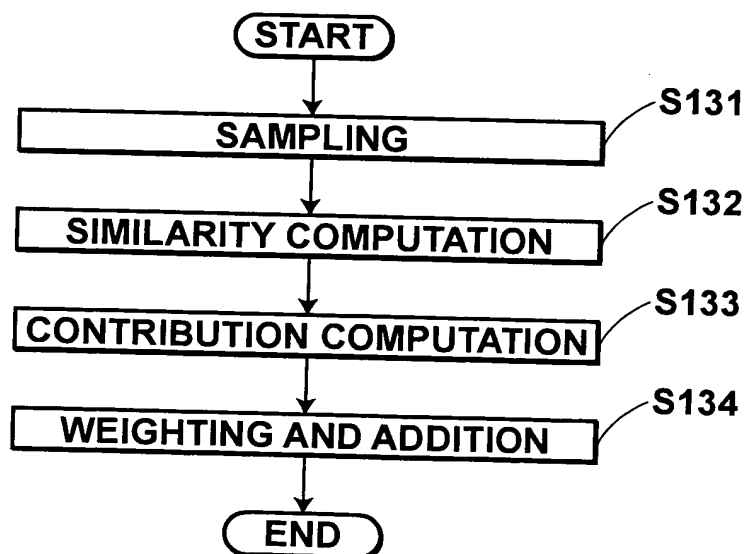 START
SAMPLING
S131
SIMILARITY COMPUTATION
S132
CONTRIBUTION COMPUTATION
S133
WEIGHTING AND ADDITION
S134
END